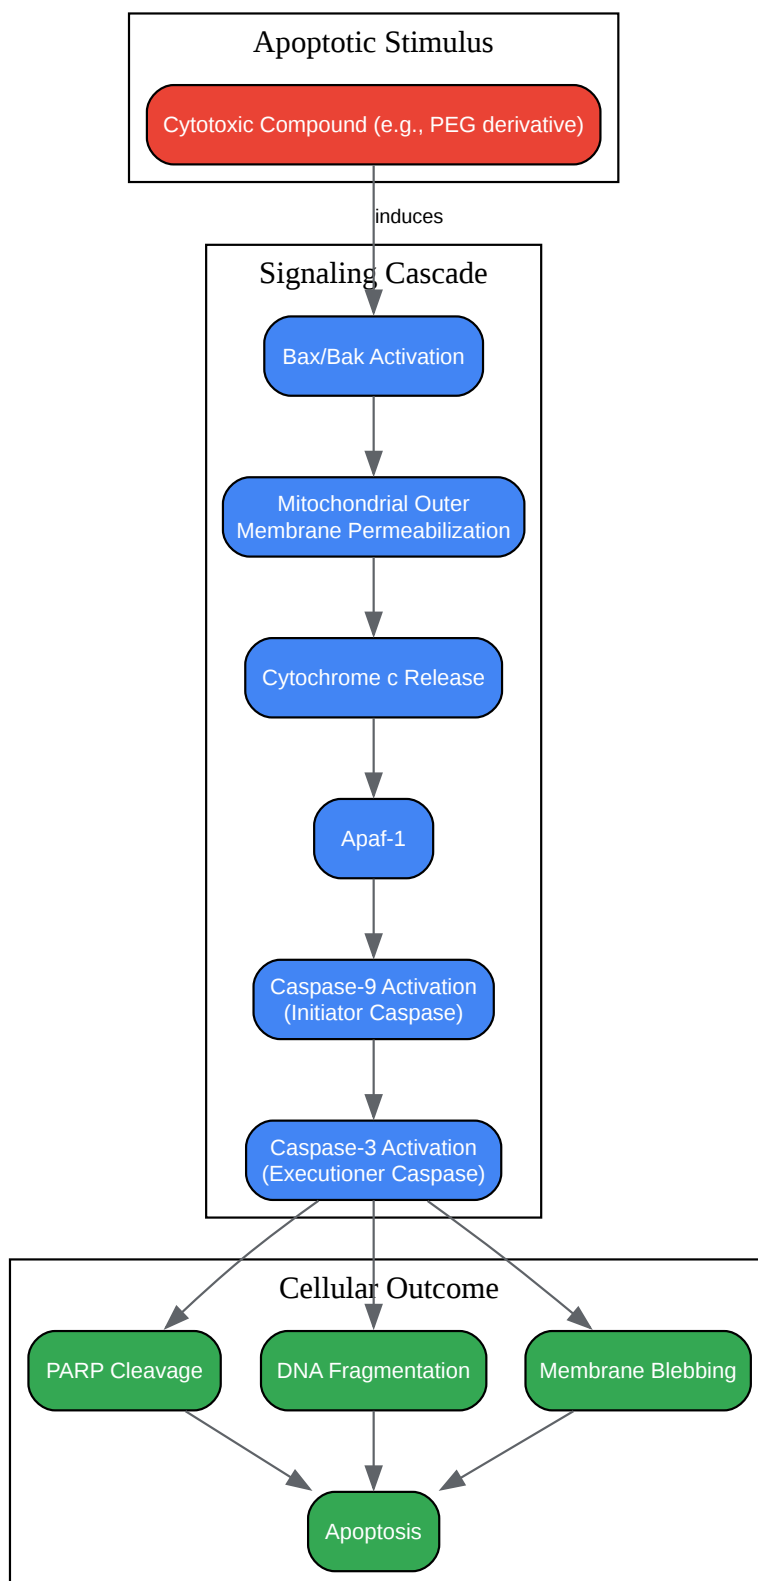 Apoptotic Stimulus
Cytotoxic Compound (e.g., PEG derivative)
induces
Signaling Cascade
Bax/Bak Activation
Mitochondrial Outer
Membrane Permeabilization
Cytochrome c Release
Apaf-1
Caspase-9 Activation
(Initiator Caspase)
Caspase-3 Activation
(Executioner Caspase)
Cellular Outcome
PARP Cleavage
DNA Fragmentation
Membrane Blebbing
Apoptosis